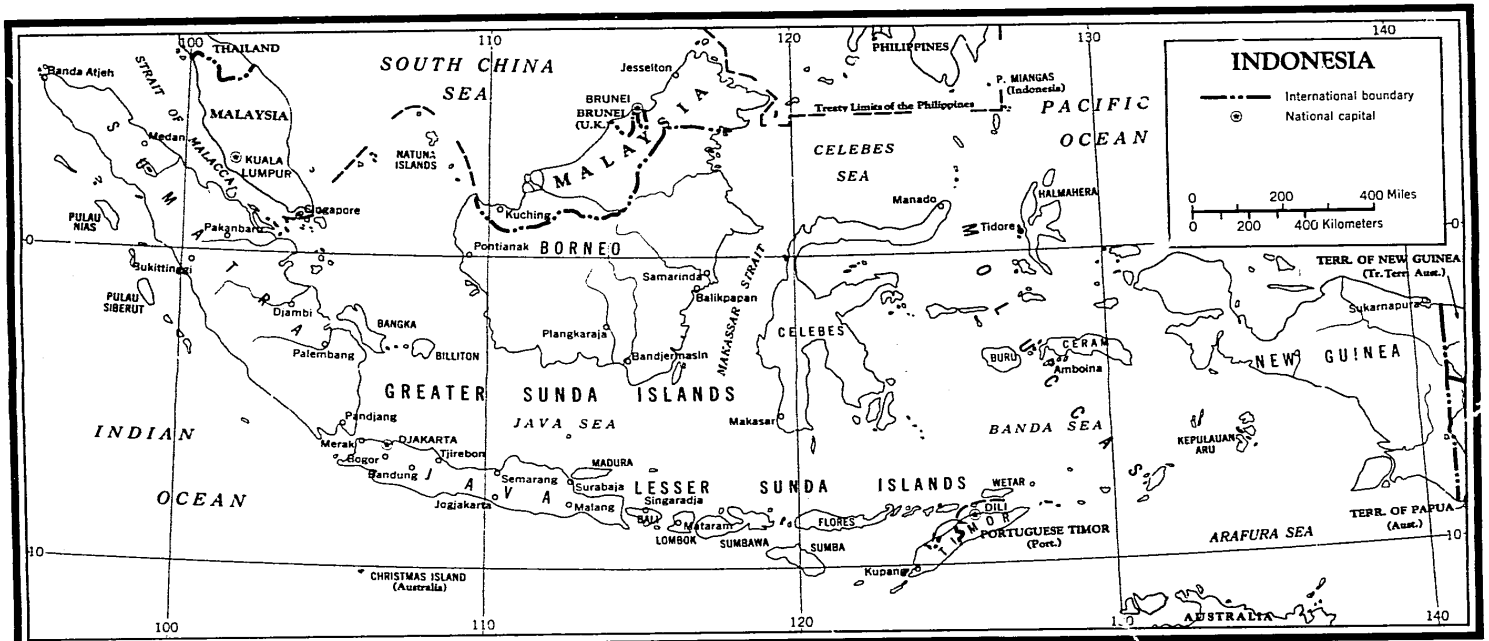 100
110
120
130
140
THAILAND
SOUTH CHINA
SEA
Banda Atjeh
STRAIT OF MALACCA
MALAYSIA
Medan
KUALA
LUMPUR
SUMATRA
PULAU
NIAS
Pakanbaru
Singapore
0
Bukittinggi
PULAU
SIBERUT
Djambi
BANGKA
Palembang
BILLITON
NATUNA
ISLANDS
Jesselton
BRUNEI
BRUNEI
(U.K.)
MALAYSIA
Kuching
Pontianak
BORNEO
Samarinda
Balikpapan
Plangkaraja
Bandjermasin
MAKASSAR STRAIT
PHILIPPINES
P. MIANGAS
(Indonesia)
Treaty Limits of the Philippines
PACIFIC
OCEAN
CELEBES
SEA
Manado
HALMAHERA
Tidore
MOLUCCAS
CELEBES
BURU
CERAM
Amboina
Makasar
BANDA SEA
INDONESIA
International boundary
National capital
0 200 400 Miles
0 200 400 Kilometers
0
TERR. OF NEW GUINEA
(Tr. Terr. Aust.)
Sukarnapura
NEW GUINEA
KEPULAUAN
ARU
GREATER SUNDA ISLANDS
JAVA SEA
INDIAN
OCEAN
Pandjang
Merak
DJAKARTA
Bogor
Tjirebon
Bandung
JAVA
Semarang
Jogjakarta
MADURA
Surabaja
Malang
LESSER SUNDA ISLANDS
Singaradja
BALI
Mataram
LOMBOK
SUMBAWA
FLORES
SUMBA
WETAR
DILI
TIMOR
PORTUGUESE TIMOR
(Port.)
Kupang
TERR. OF PAPUA
(Aust.)
ARAFURA SEA
10
10
CHRISTMAS ISLAND
(Australia)
AUSTRALIA
100
110
120
140